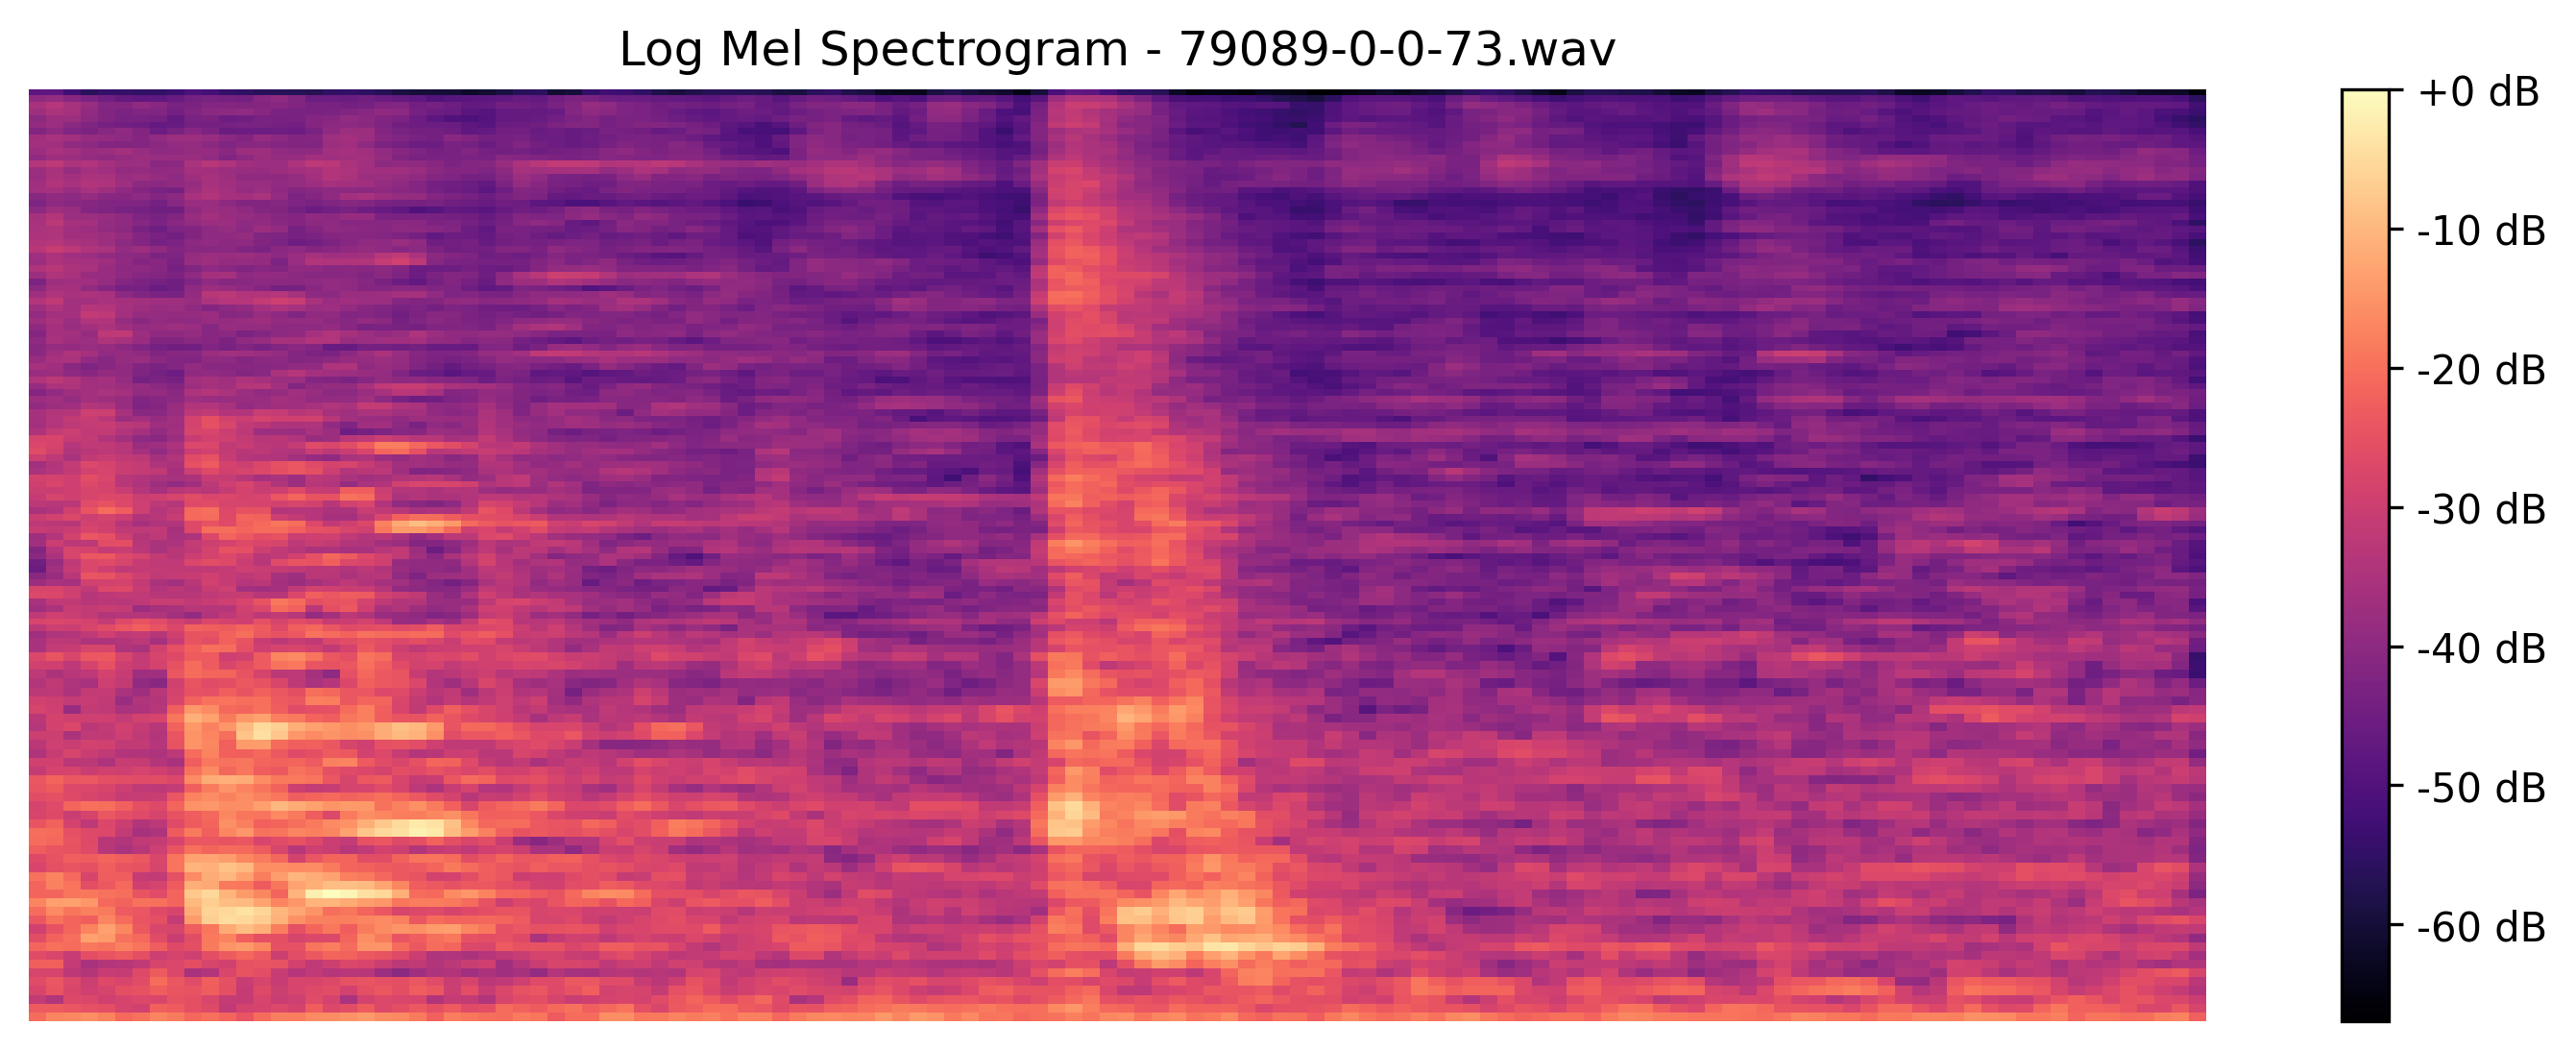 Log Mel Spectrogram - 79089-0-0-73.wav
+0 dB
-10 dB
-20 dB
-30 dB
-40 dB
-50 dB
-60 dB